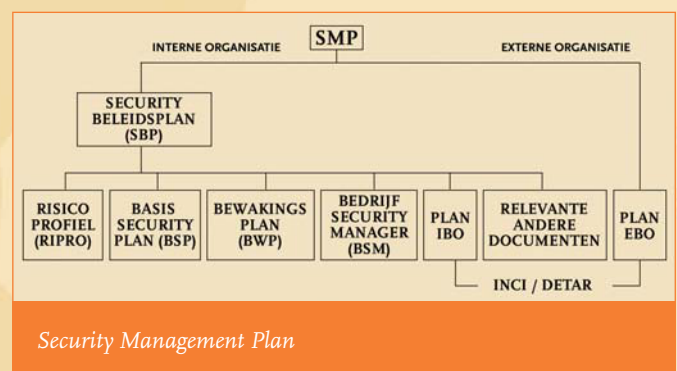 SMP
INTERNE ORGANISATIE
EXTERNE ORGANISATIE
SECURITY
BELEIDSPLAN
(SBP)
RISICO
PROFIEL
(RIPRO)
BASIS
SECURITY
PLAN (BSP)
BEWAKINGS
PLAN
(BWP)
BEDRIJF
SECURITY
MANAGER
(BSM)
PLAN
IBO
RELEVANTE
ANDERE
DOCUMENTEN
PLAN
EBO
INCI / DETAR
Security Management Plan